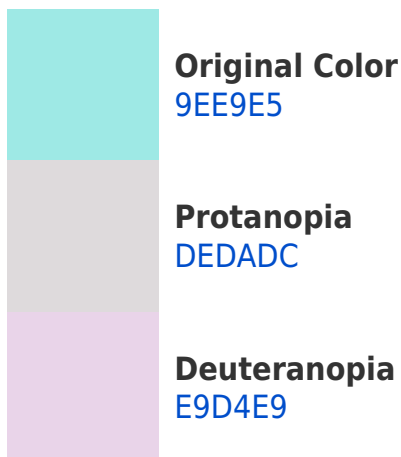 Original Color
9EE9E5
Protanopia
DEDADC
Deuteranopia
E9D4E9